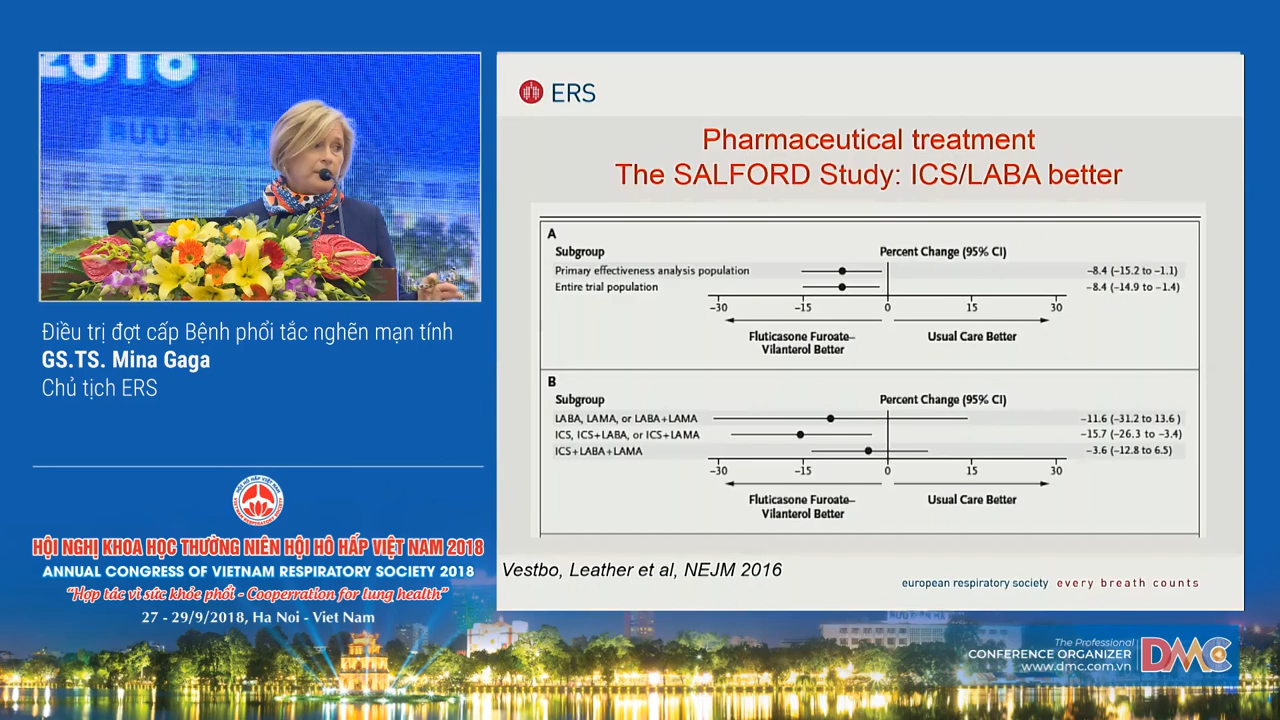 2018
Điều trị đợt cấp Bệnh phổi tắc nghẽn mạn tính
GS.TS. Mina Gaga
Chủ tịch ERS
HỘI HÔ HẤP VIỆT NAM
VIETNAM RESPIRATORY SOCIETY
HỘI NGHỊ KHOA HỌC THƯỜNG NIÊN HỘI HÔ HẤP VIỆT NAM 2018
ANNUAL CONGRESS OF VIETNAM RESPIRATORY SOCIETY 2018
"Hợp tác vì sức khỏe phổi - Cooperration for lung health"
27 - 29/9/2018, Ha Noi - Viet Nam
ERS
Pharmaceutical treatment
The SALFORD Study: ICS/LABA better
A
Subgroup Percent Change (95% CI)
Primary effectiveness analysis population −8.4 (−15.2 to −1.1)
Entire trial population −8.4 (−14.9 to −1.4)
−30 −15 0 15 30
Fluticasone Furoate– Usual Care Better
Vilanterol Better
B
Subgroup Percent Change (95% CI)
LABA, LAMA, or LABA+LAMA −11.6 (−31.2 to 13.6 )
ICS, ICS+LABA, or ICS+LAMA −15.7 (−26.3 to −3.4)
ICS+LABA+LAMA −3.6 (−12.8 to 6.5)
−30 −15 0 15 30
Fluticasone Furoate– Usual Care Better
Vilanterol Better
Vestbo, Leather et al, NEJM 2016
european respiratory society every breath counts
The Professional
CONFERENCE ORGANIZER
www.dmc.com.vn
DMC